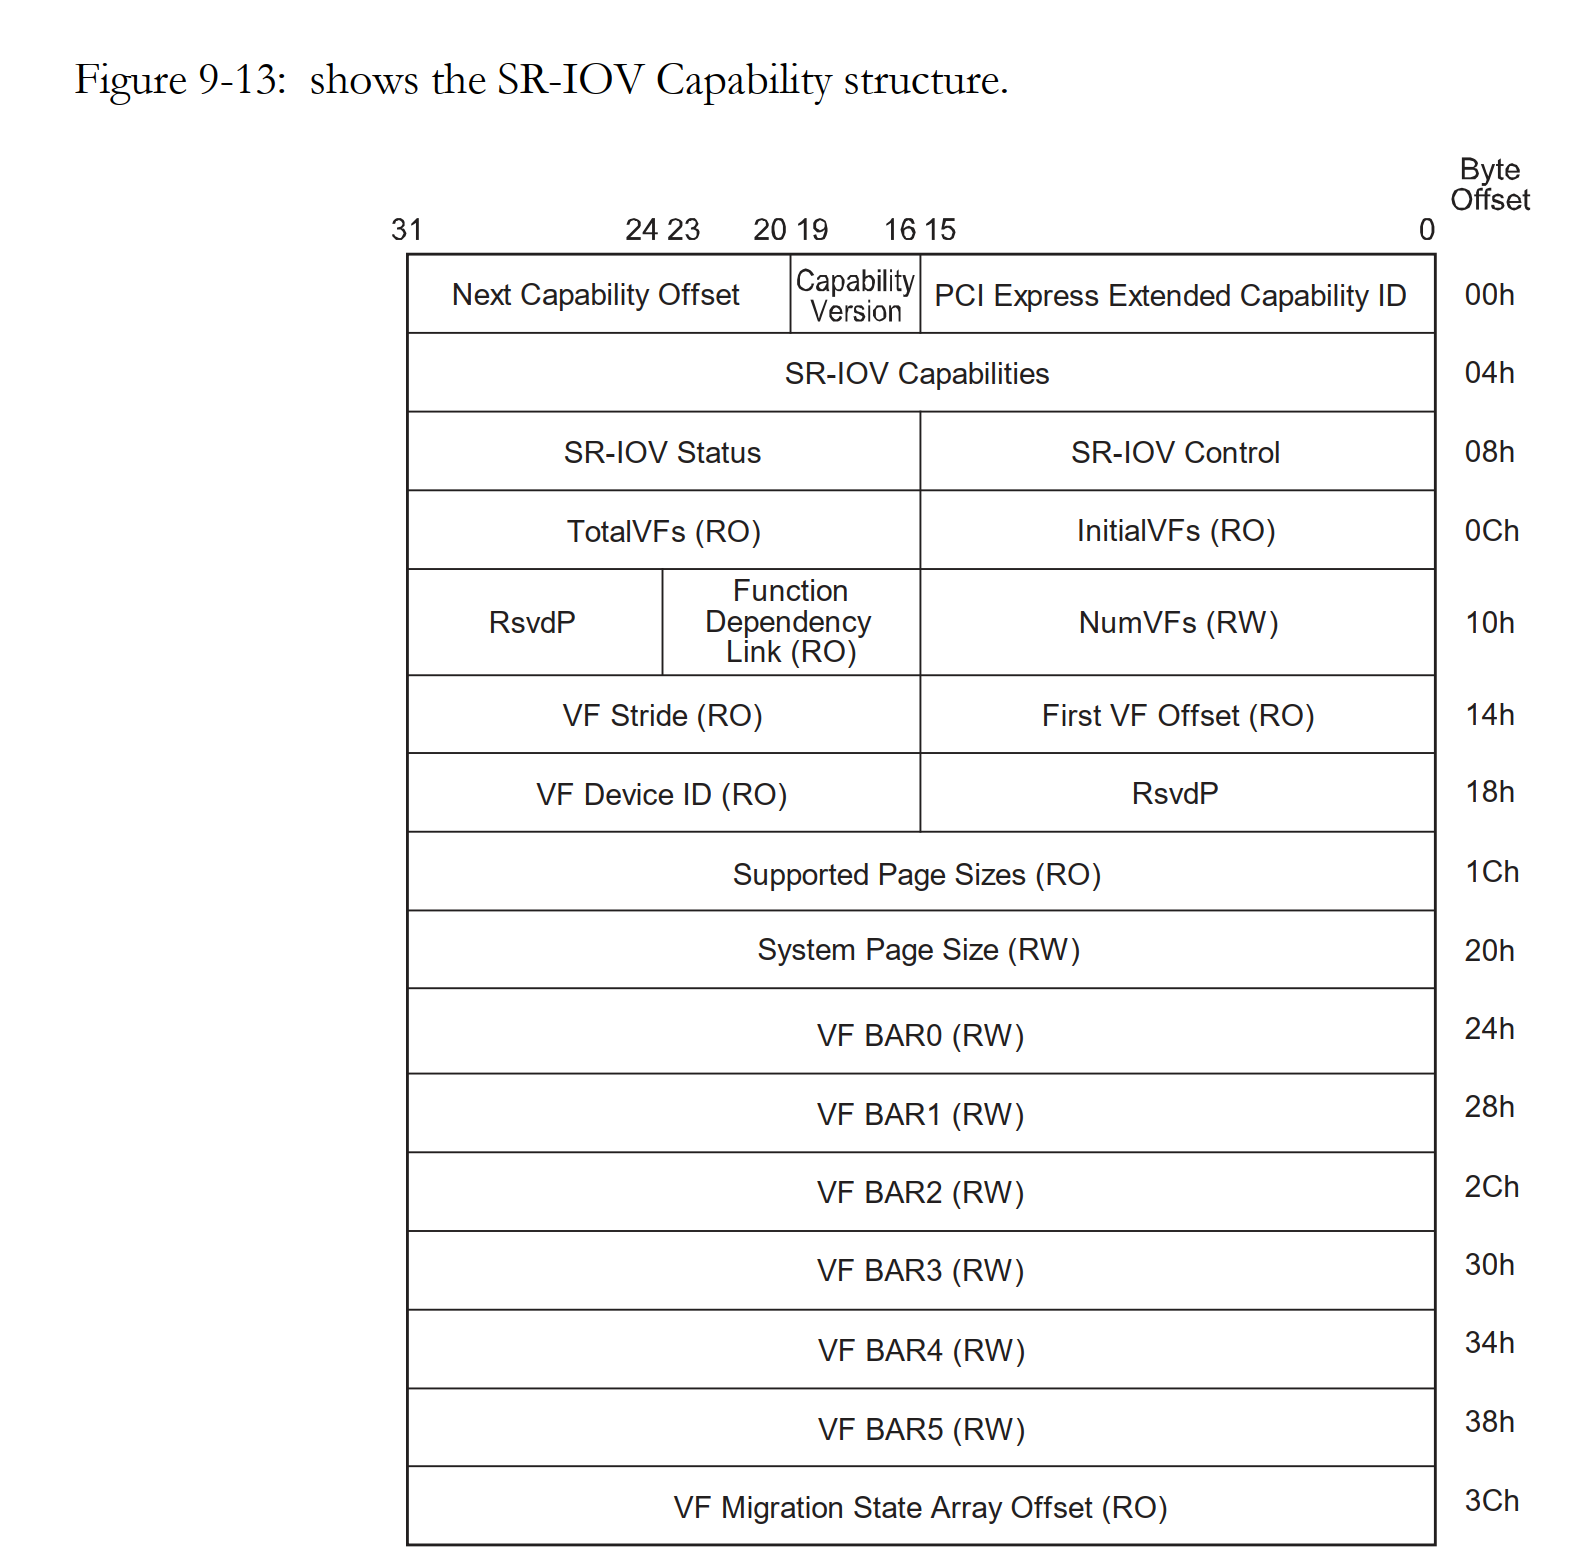 Figure 9-13:  shows the SR-IOV Capability structure.
Byte
Offset
31 24 23 20 19 16 15 0
Next Capability Offset Capability Version PCI Express Extended Capability ID 00h
SR-IOV Capabilities 04h
SR-IOV Status SR-IOV Control 08h
TotalVFs (RO) InitialVFs (RO) 0Ch
RsvdP Function Dependency Link (RO) NumVFs (RW) 10h
VF Stride (RO) First VF Offset (RO) 14h
VF Device ID (RO) RsvdP 18h
Supported Page Sizes (RO) 1Ch
System Page Size (RW) 20h
VF BAR0 (RW) 24h
VF BAR1 (RW) 28h
VF BAR2 (RW) 2Ch
VF BAR3 (RW) 30h
VF BAR4 (RW) 34h
VF BAR5 (RW) 38h
VF Migration State Array Offset (RO) 3Ch